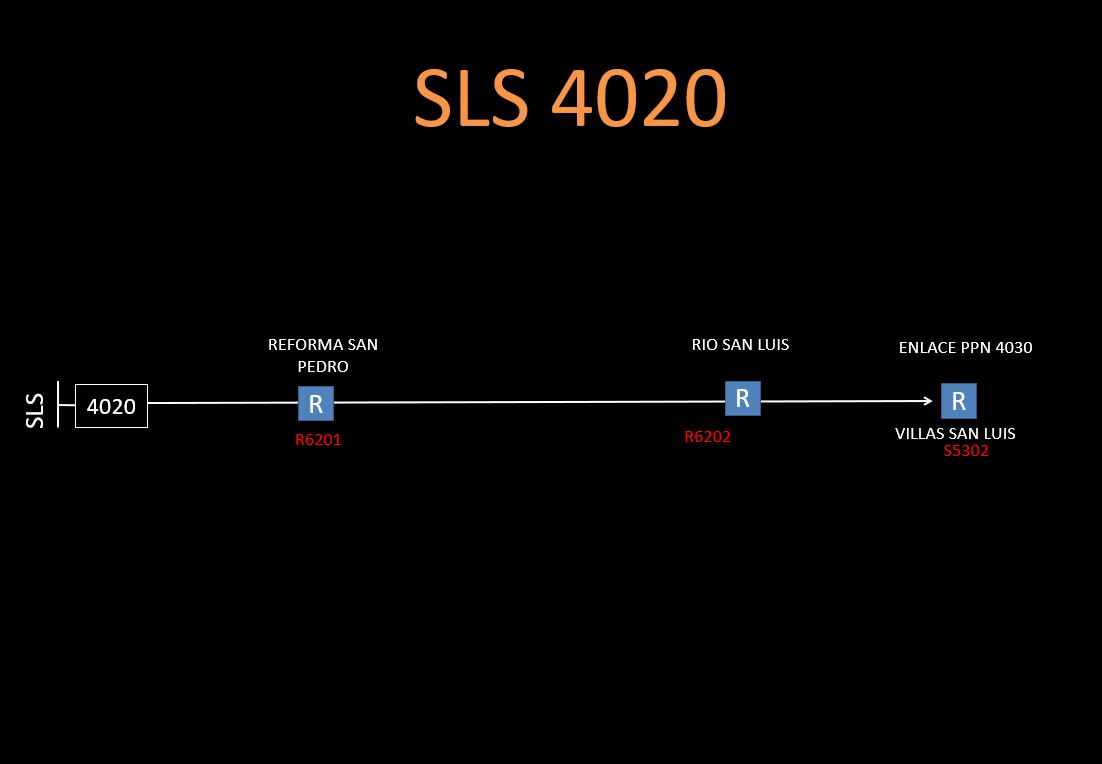 SLS 4020
REFORMA SAN
PEDRO
RIO SAN LUIS
ENLACE PPN 4030
SLS
4020
R
R
R
R6201
R6202
VILLAS SAN LUIS
S5302